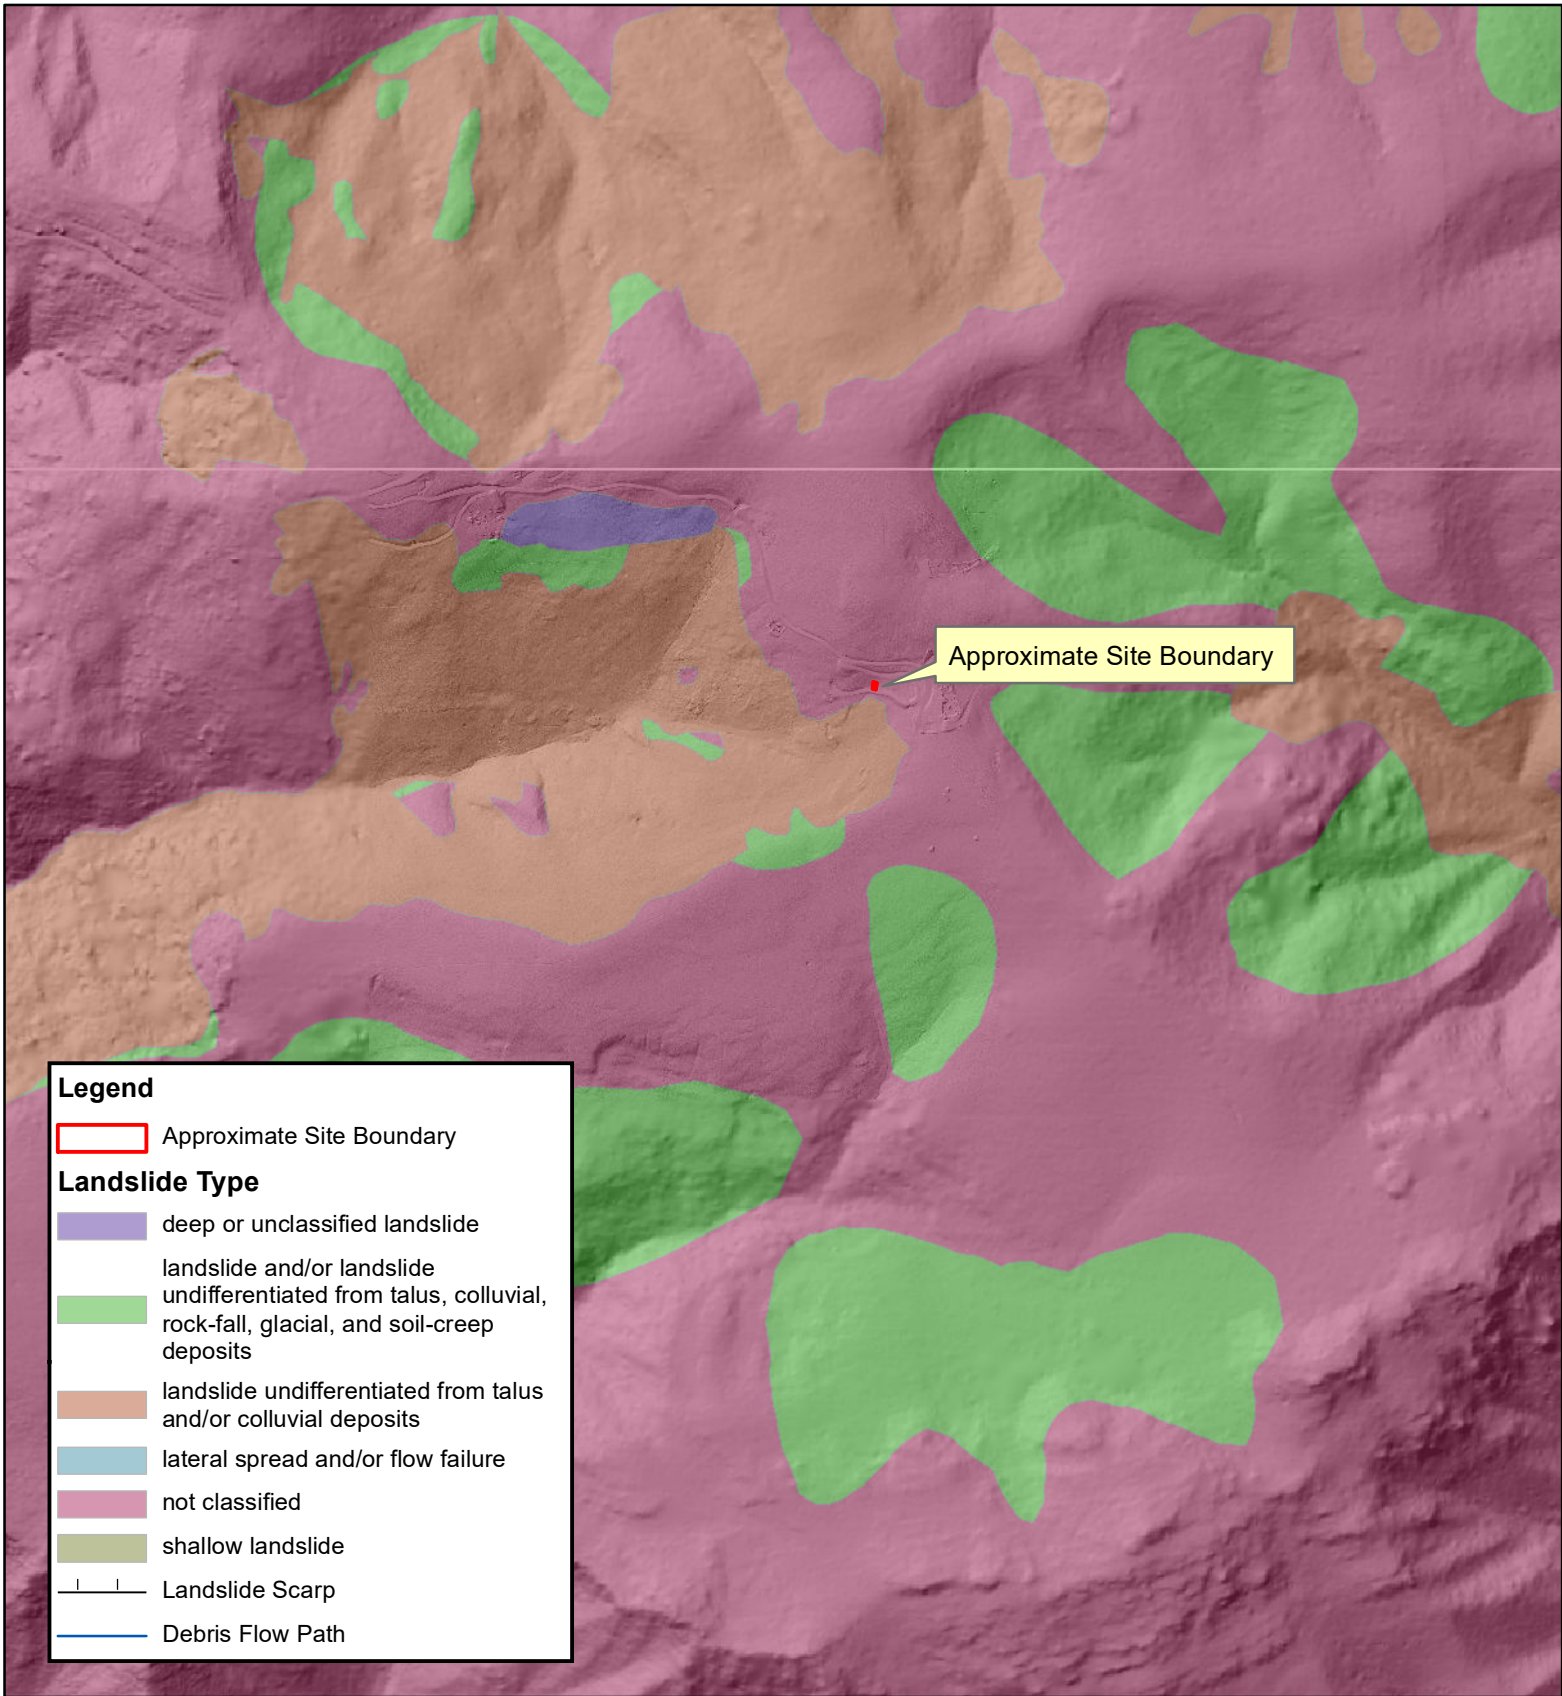 Approximate Site Boundary
Legend
Approximate Site Boundary
Landslide Type
deep or unclassified landslide
landslide and/or landslide
undifferentiated from talus, colluvial,
rock-fall, glacial, and soil-creep
deposits
landslide undifferentiated from talus
and/or colluvial deposits
lateral spread and/or flow failure
not classified
shallow landslide
Landslide Scarp
Debris Flow Path